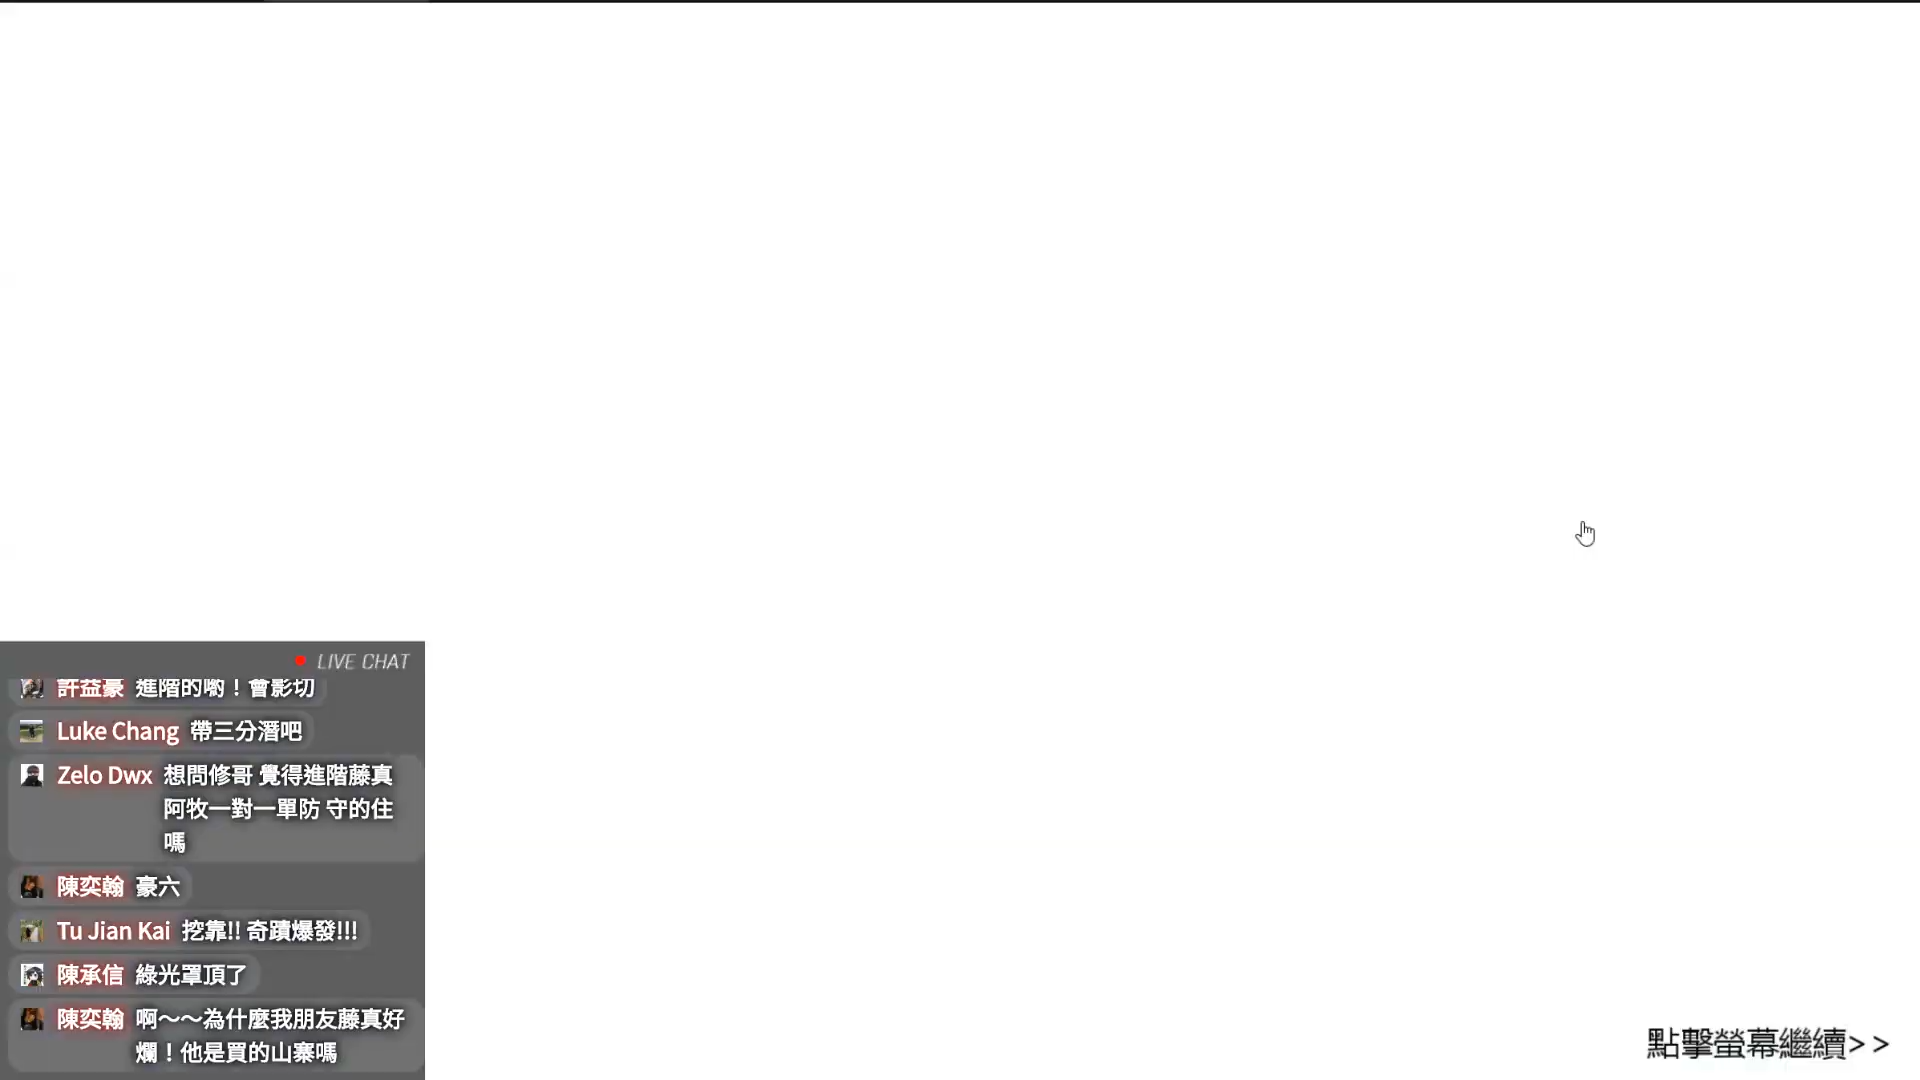 LIVE CHAT
許益豪 進階的喲！會影切
Luke Chang 帶三分潛吧
Zelo Dwx 想問修哥 覺得進階藤真
阿牧一對一單防 守的住
嗎
陳奕翰 豪六
Tu Jian Kai 挖靠!! 奇蹟爆發!!!
陳承信 綠光罩頂了
陳奕翰 啊～～為什麼我朋友藤真好
爛！他是買的山寨嗎
點擊螢幕繼續>>